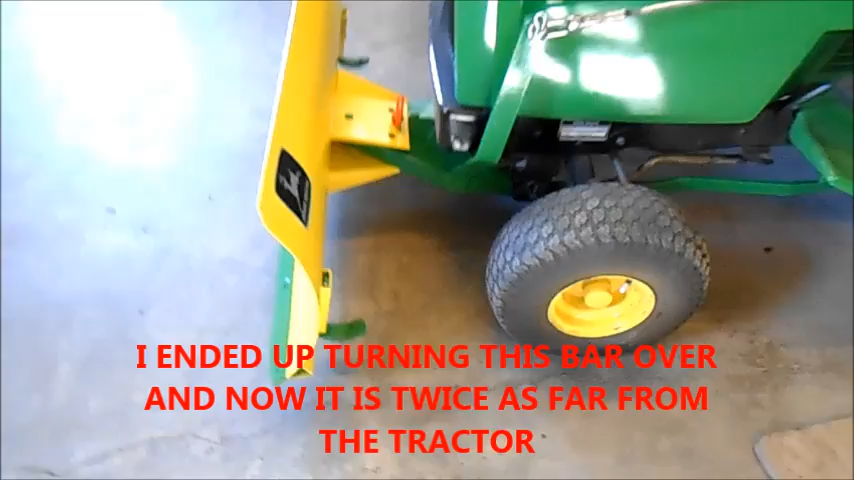 I ENDED UP TURNING THIS BAR OVER
AND NOW IT IS TWICE AS FAR FROM
THE TRACTOR